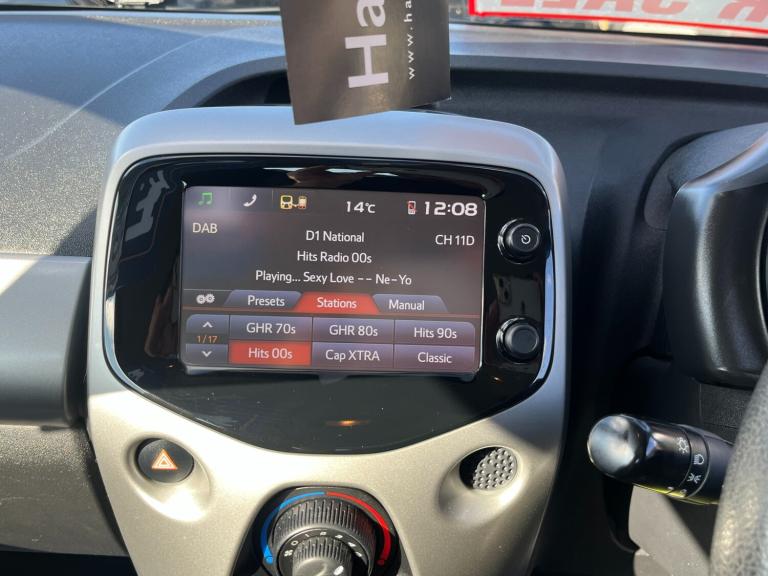 Ha
www.ha
R SALE
14°C
12:08
DAB
D1 National
CH 11D
Hits Radio 00s
Playing... Sexy Love -- Ne-Yo
Presets
Stations
Manual
1/17
GHR 70s
GHR 80s
Hits 90s
Hits 00s
Cap XTRA
Classic